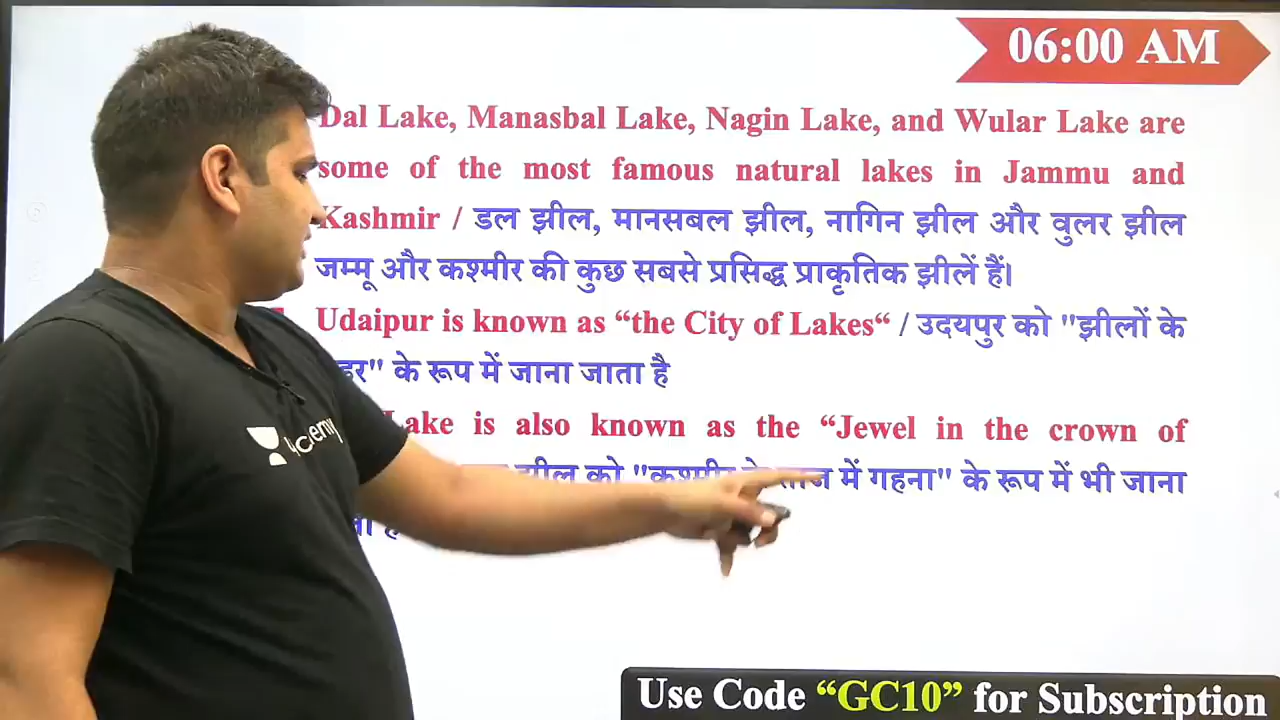 06:00 AM
Dal Lake, Manasbal Lake, Nagin Lake, and Wular Lake are
some of the most famous natural lakes in Jammu and
Kashmir / डल झील, मानसबल झील, नागिन झील और वुलर झील
जम्मू और कश्मीर की कुछ सबसे प्रसिद्ध प्राकृतिक झीलें हैं।
Udaipur is known as “the City of Lakes“ / उदयपुर को "झीलों के
के रूप में जाना जाता है
Lake is also known as the “Jewel in the crown of
झील को "कश्मीर के ताज में गहना" के रूप में भी जाना
Use Code “GC10” for Subscription